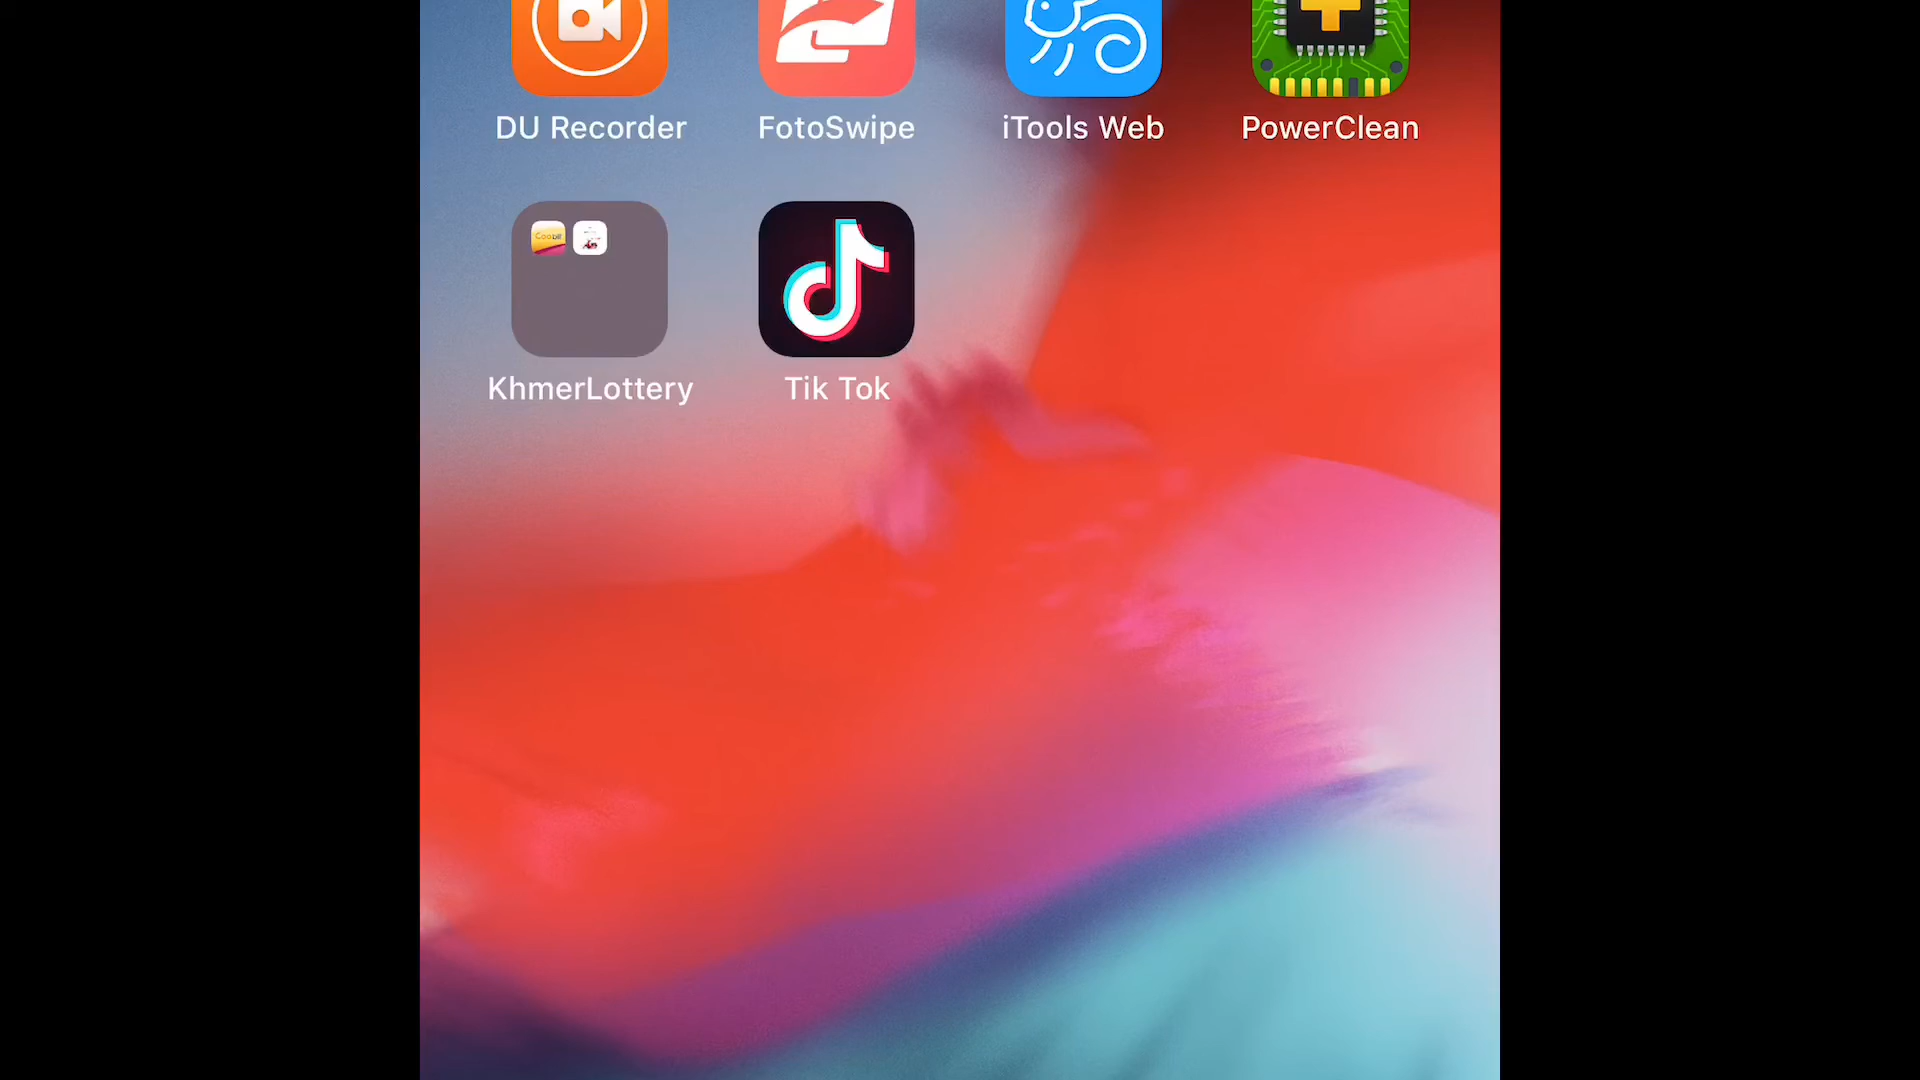 DU Recorder
FotoSwipe
iTools Web
PowerClean
KhmerLottery
Tik Tok